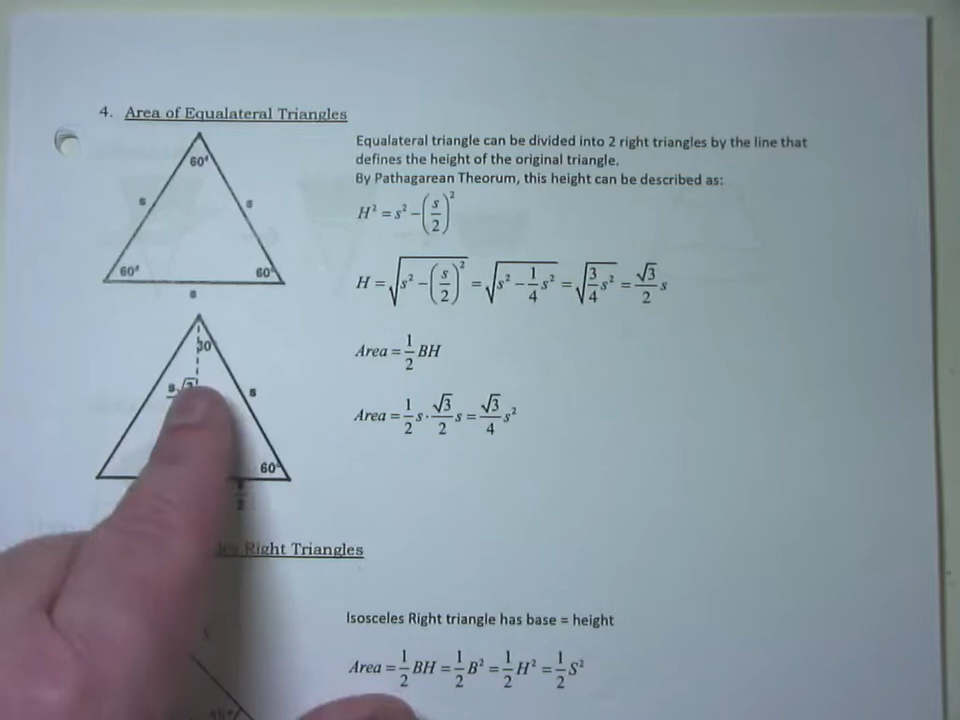 4. Area of Equalateral Triangles
Equalateral triangle can be divided into 2 right triangles by the line that
defines the height of the original triangle.
By Pathagarean Theorum, this height can be described as:
H² = s² − (s/2)²
H = √(s² − (s/2)²) = √(s² − 1/4 s²) = √(3/4 s²) = √3/2 s
Area = 1/2 BH
Area = 1/2 s · √3/2 s = √3/4 s²
60°
s s
60° 60°
s
30
s
60°
2
Right Triangles
Isosceles Right triangle has base = height
Area = 1/2 BH = 1/2 B² = 1/2 H² = 1/2 S²